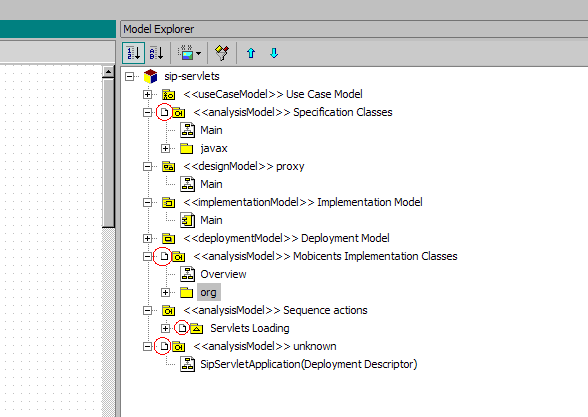 Model Explorer
sip-servlets
<<useCaseModel>> Use Case Model
<<analysisModel>> Specification Classes
Main
javax
<<designModel>> proxy
Main
<<implementationModel>> Implementation Model
Main
<<deploymentModel>> Deployment Model
<<analysisModel>> Mobicents Implementation Classes
Overview
org
<<analysisModel>> Sequence actions
Servlets Loading
<<analysisModel>> unknown
SipServletApplication(Deployment Descriptor)